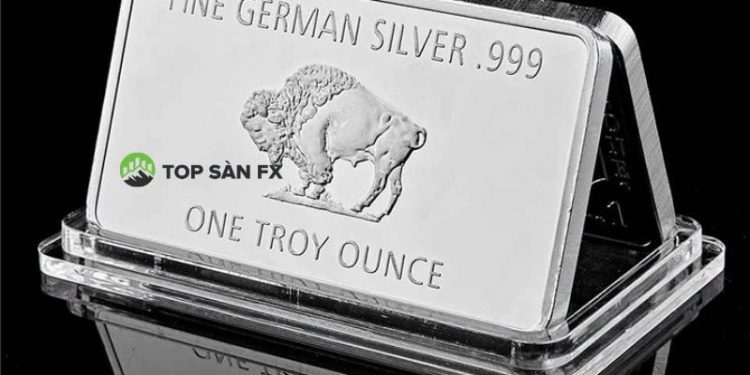 FINE GERMAN SILVER .999
TOP SÀN FX
ONE TROY OUNCE